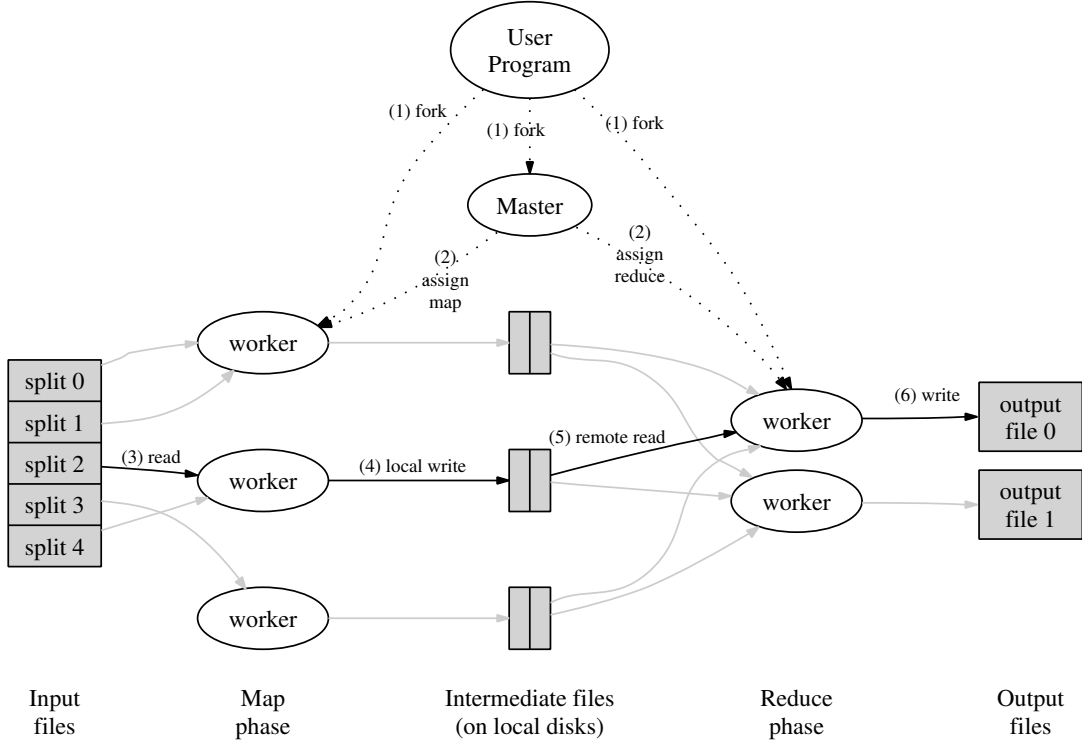 User
Program
(1) fork
(1) fork
(1) fork
Master
(2)
assign
map
(2)
assign
reduce
worker
split 0
split 1
split 2
split 3
split 4
(3) read
worker
(4) local write
worker
(5) remote read
worker
worker
(6) write
output
file 0
output
file 1
Input
files
Map
phase
Intermediate files
(on local disks)
Reduce
phase
Output
files